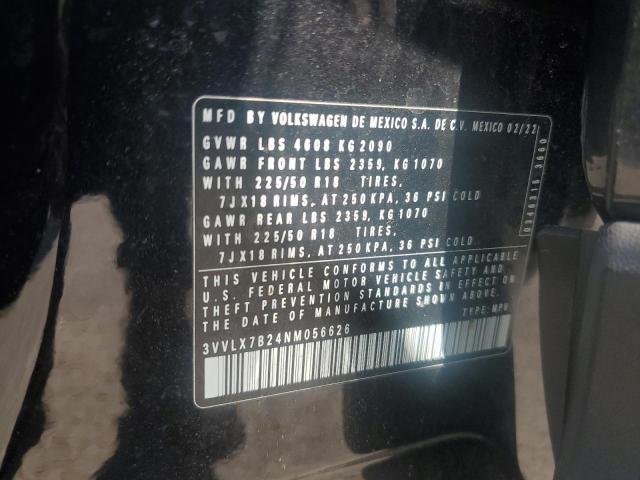 MFD BY VOLKSWAGEN DE MEXICO S.A. DE C.V. MEXICO 02/22
GVWR LBS 4608 KG 2090
GAWR FRONT LBS 2359, KG 1070
WITH 225/50 R18 TIRES,
7JX18 RIMS, AT 250 KPA, 36 PSI COLD
GAWR REAR LBS 2359, KG 1070
WITH 225/50 R18 TIRES,
7JX18 RIMS, AT 250 KPA, 36 PSI COLD
THIS VEHICLE CONFORMS TO ALL APPLICABLE
U.S. FEDERAL MOTOR VEHICLE SAFETY AND
THEFT PREVENTION STANDARDS IN EFFECT ON
THE DATE OF MANUFACTURE SHOWN ABOVE.
3VVLX7B24NM056626 TYPE: MPV
3660